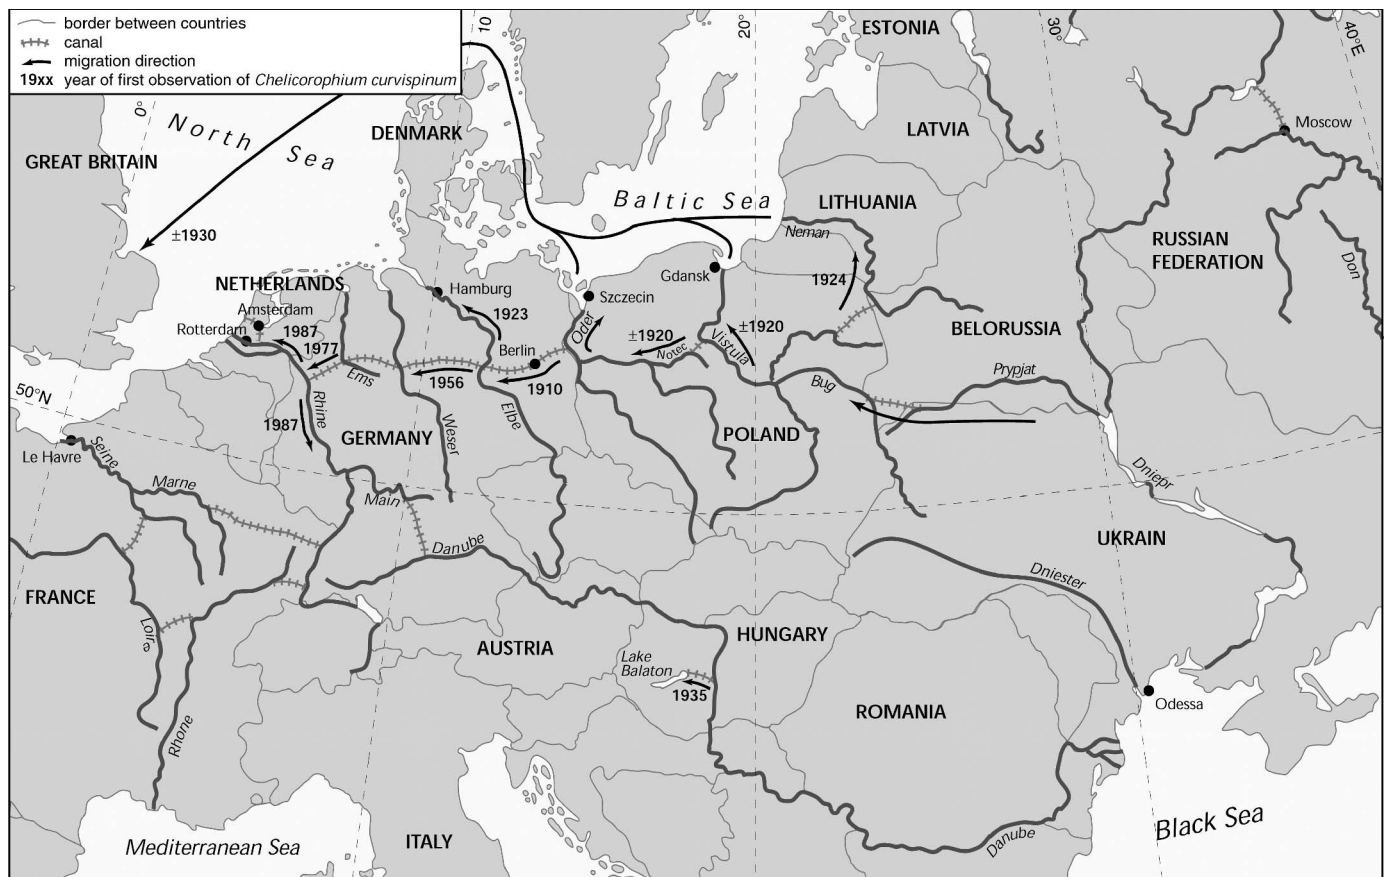 border between countries
canal
migration direction
19xx year of first observation of Chelicorophium curvispinum
10
20°
30°
40°E
0°
ESTONIA
North Sea
DENMARK
LATVIA
Moscow
GREAT BRITAIN
Baltic Sea
LITHUANIA
±1930
Neman
RUSSIAN
FEDERATION
Don
NETHERLANDS
Gdansk
1924
Hamburg
Szczecin
Amsterdam
Rotterdam
1987
1923
Oder
±1920
±1920
BELORUSSIA
1977
Berlin
Notec
Vistula
Ems
1956
1910
Bug
Prypjat
50°N
Rhine
1987
GERMANY
Weser
Elbe
POLAND
Le Havre
Seine
Marne
Main
Dniepr
Danube
UKRAIN
FRANCE
Dniester
Loire
AUSTRIA
HUNGARY
Lake
Balaton
1935
Rhone
ROMANIA
Odessa
Mediterranean Sea
ITALY
Danube
Black Sea